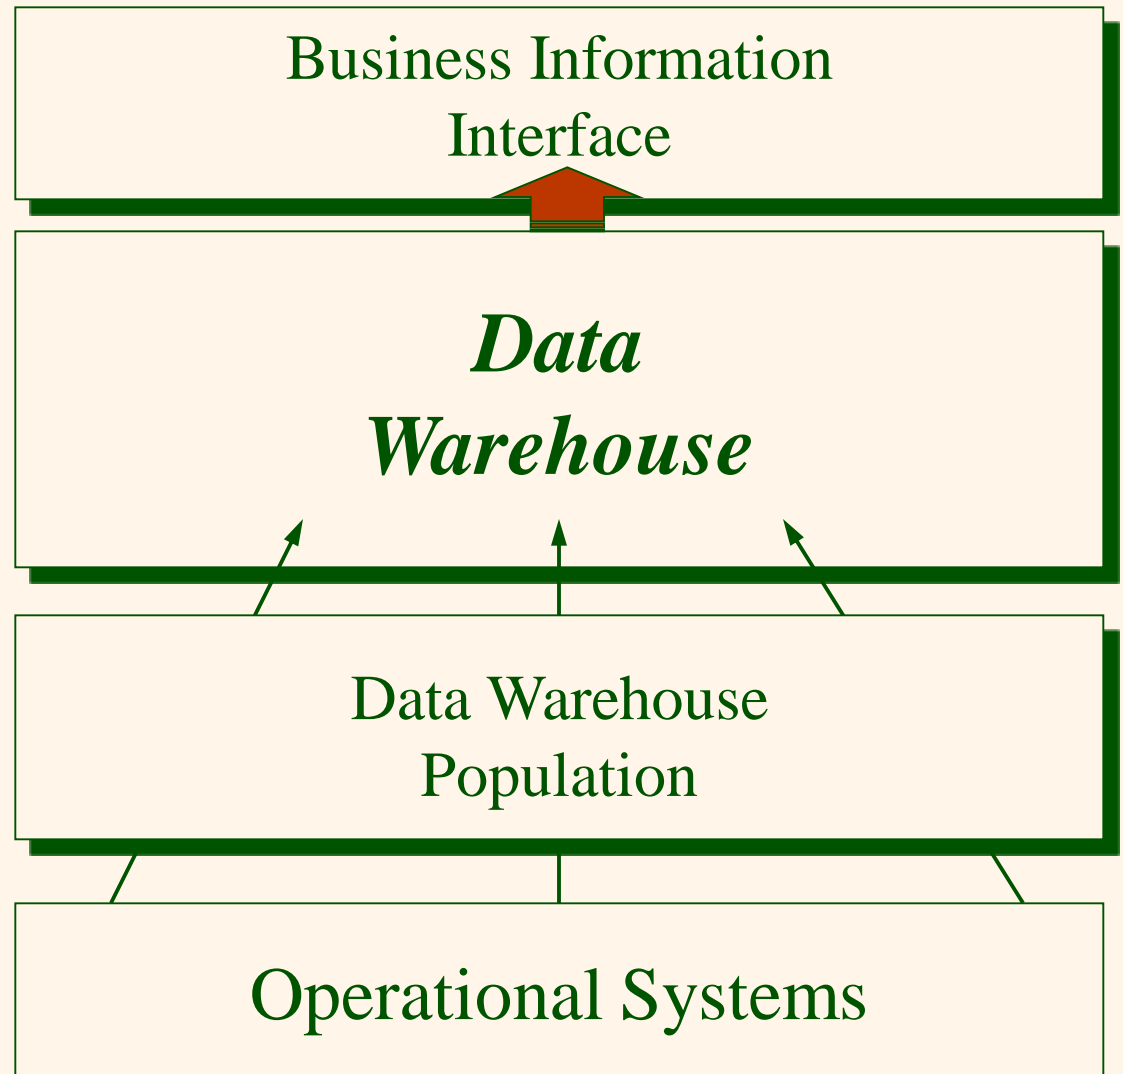 Business Information
Interface
Data
Warehouse
Data Warehouse
Population
Operational Systems